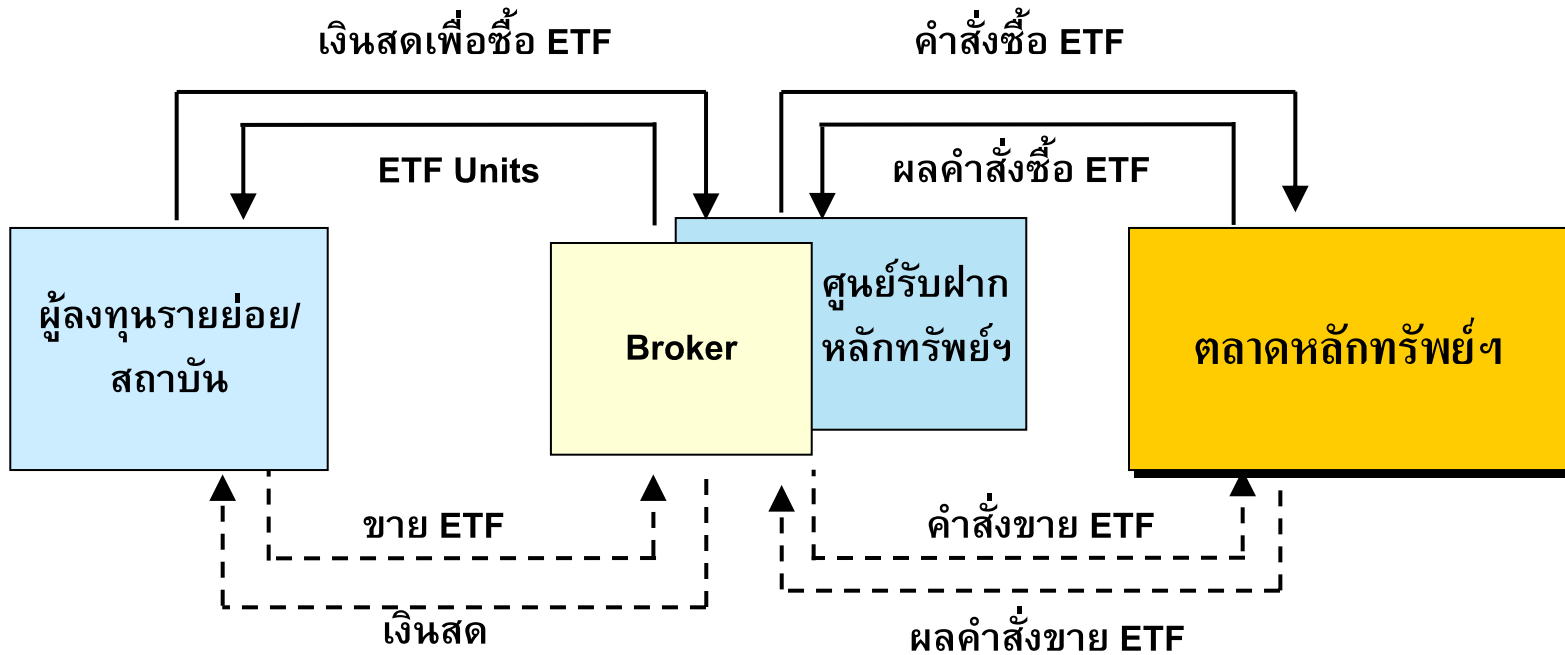 เงินสดเพื่อซื้อ ETF
คำสั่งซื้อ ETF
ETF Units
ผลคำสั่งซื้อ ETF
ผู้ลงทุนรายย่อย/
สถาบัน
Broker
ศูนย์รับฝาก
หลักทรัพย์ฯ
ตลาดหลักทรัพย์ฯ
ขาย ETF
คำสั่งขาย ETF
เงินสด
ผลคำสั่งขาย ETF